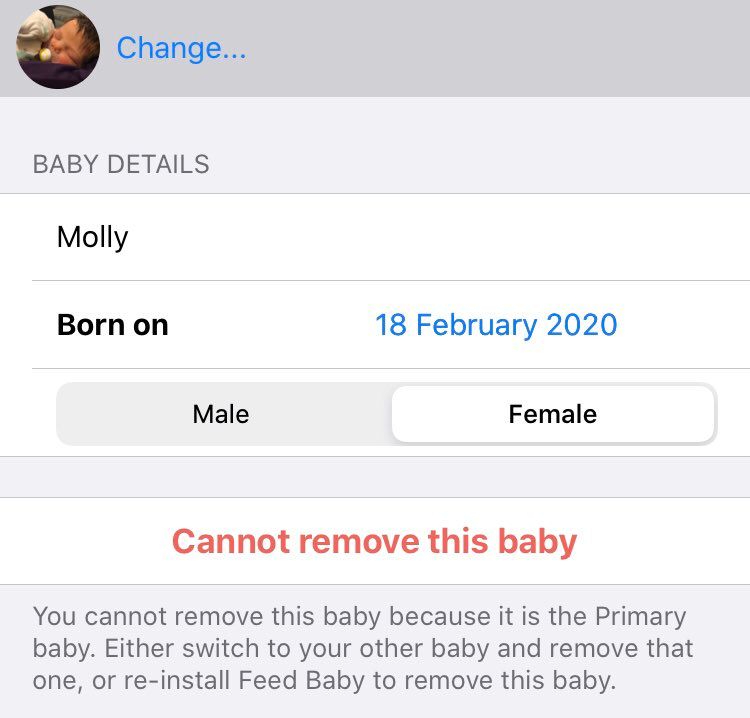 Change...
BABY DETAILS
Molly
Born on 18 February 2020
Male Female
Cannot remove this baby
You cannot remove this baby because it is the Primary
baby. Either switch to your other baby and remove that
one, or re-install Feed Baby to remove this baby.